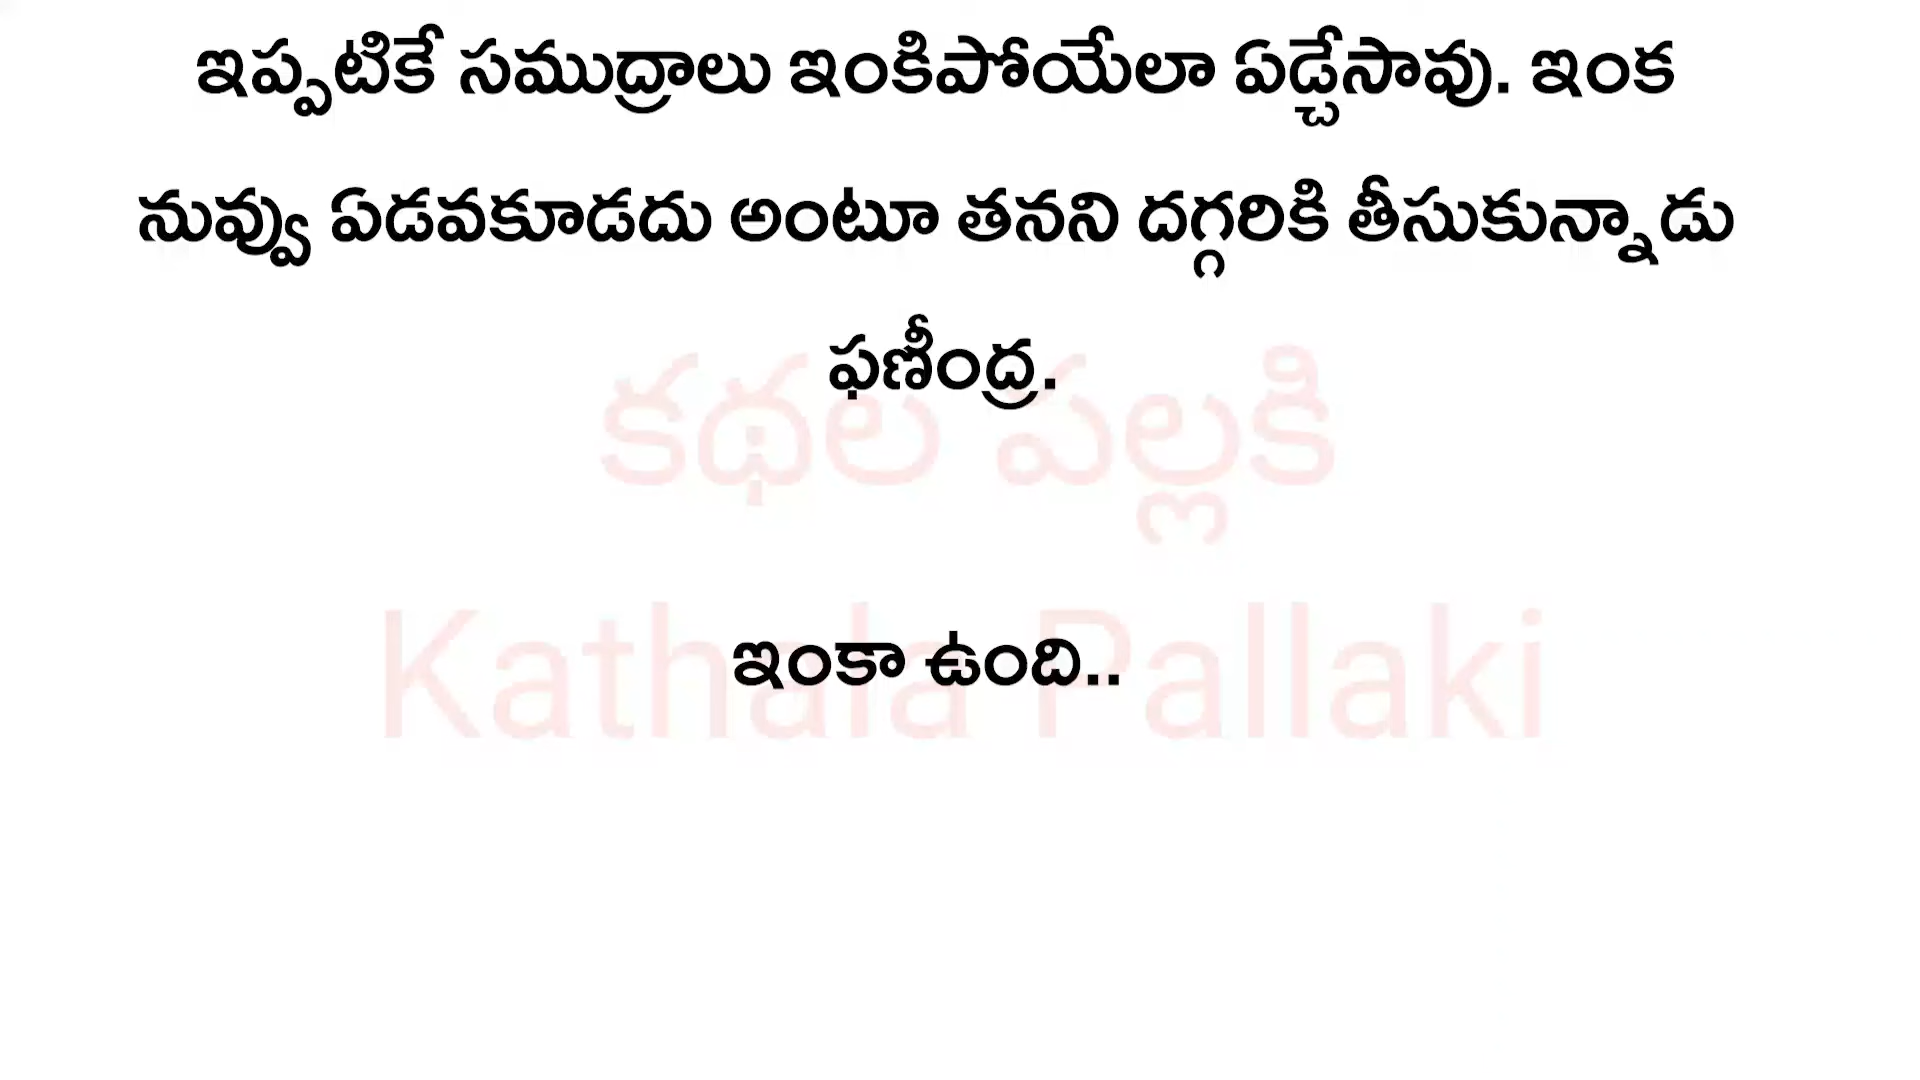 ఇప్పటికే సముద్రాలు ఇంకిపోయేలా ఏడ్చేసావు. ఇంక
నువ్వు ఏడవకూడదు అంటూ తనని దగ్గరికి తీసుకున్నాడు
ఫణీంద్ర.
కథల పల్లకి
ఇంకా ఉంది..
Kathala Pallaki